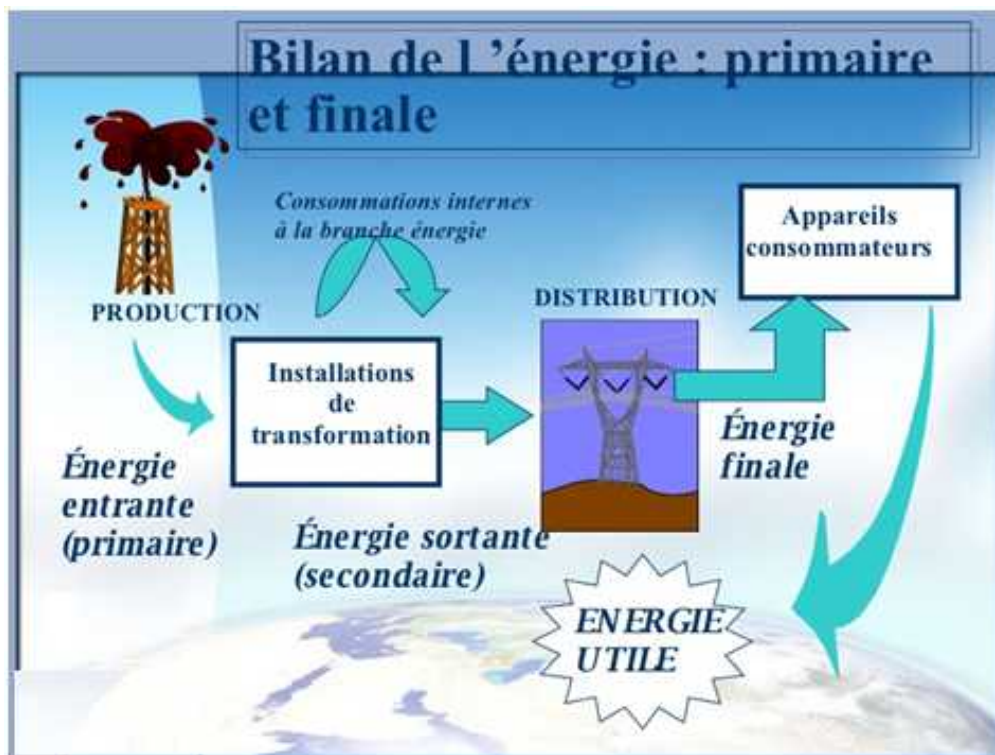 Bilan de l ’énergie : primaire
et finale
Consommations internes
à la branche énergie
Appareils
consommateurs
PRODUCTION
DISTRIBUTION
Installations
de
transformation
Énergie
finale
Énergie
entrante
(primaire)
Énergie sortante
(secondaire)
ENERGIE
UTILE